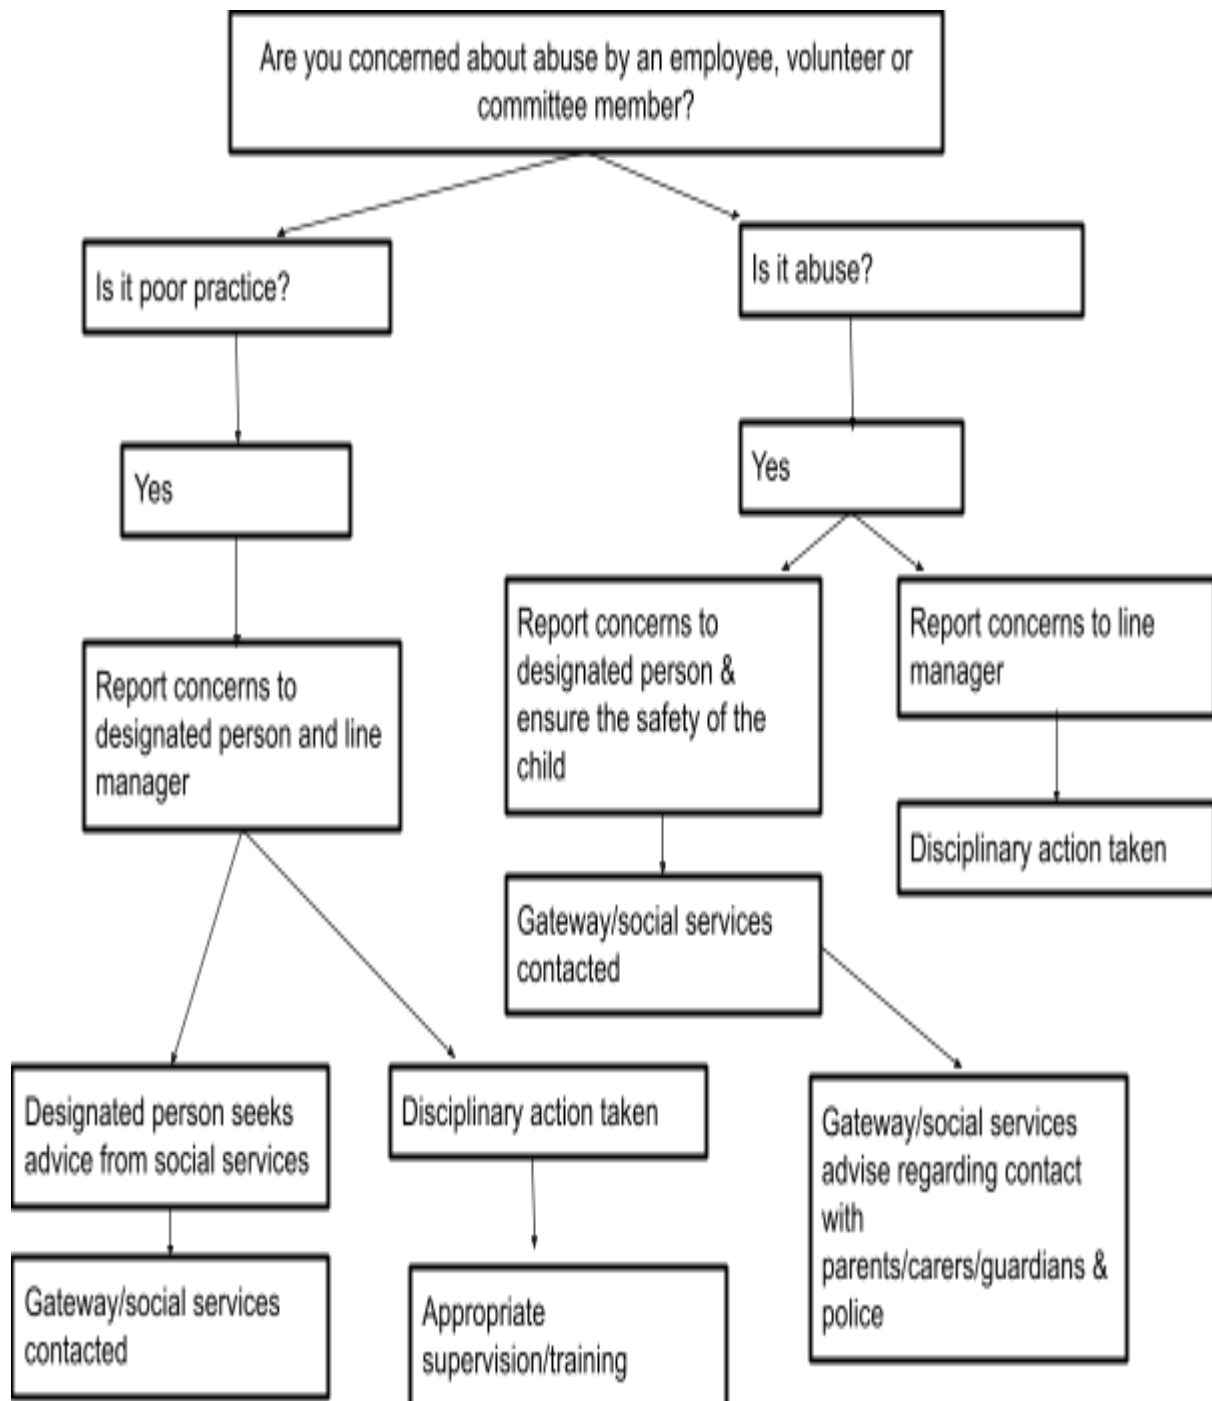 Are you concerned about abuse by an employee, volunteer or
committee member?
Is it poor practice?
Is it abuse?
Yes
Yes
Report concerns to
designated person and line
manager
Report concerns to
designated person &
ensure the safety of the
child
Report concerns to line
manager
Disciplinary action taken
Gateway/social services
contacted
Designated person seeks
advice from social services
Disciplinary action taken
Gateway/social services
advise regarding contact
with
parents/carers/guardians &
police
Gateway/social services
contacted
Appropriate
supervision/training